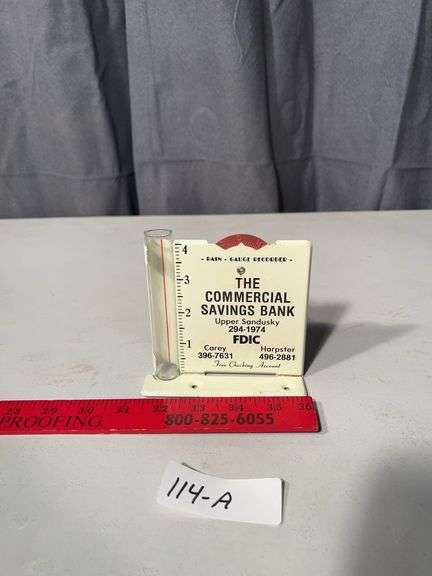 - RAIN - GAUGE RECORDER -
THE
COMMERCIAL
SAVINGS BANK
Upper Sandusky
294-1974
FDIC
Carey Harpster
396-7631 496-2881
Free Checking Account
4
3
2
1
28 29 30 31 32 33 34 35 36
PROOFING 800-825-6055
114-A